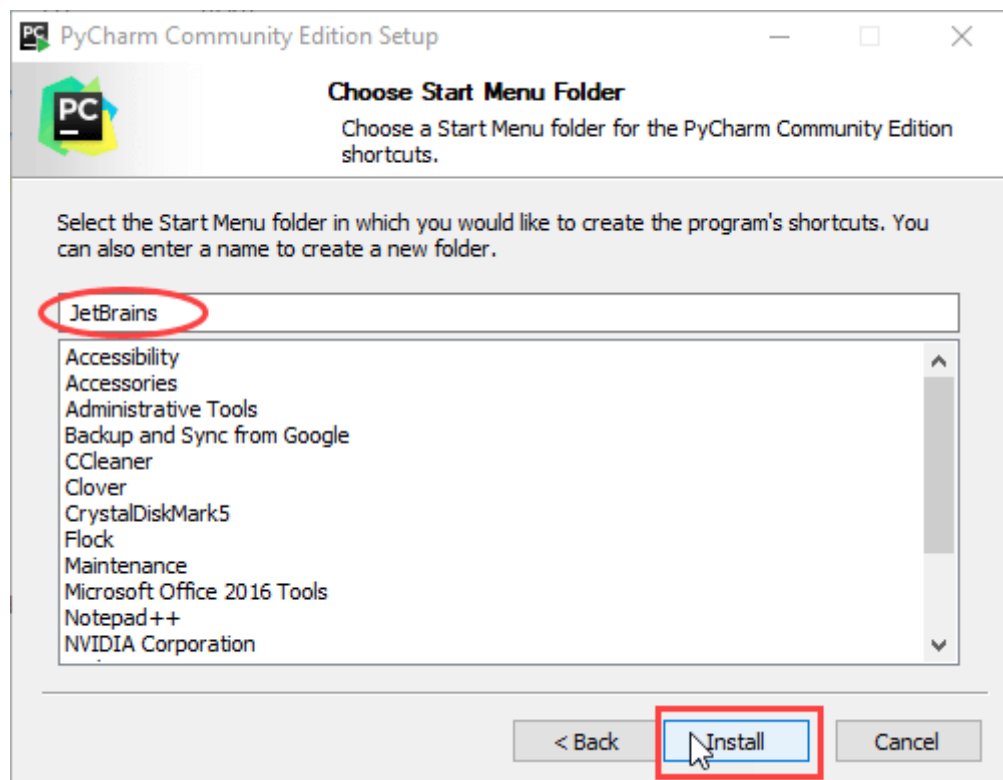 PyCharm Community Edition Setup
PC
Choose Start Menu Folder
Choose a Start Menu folder for the PyCharm Community Edition
shortcuts.
Select the Start Menu folder in which you would like to create the program's shortcuts. You
can also enter a name to create a new folder.
JetBrains
Accessibility
Accessories
Administrative Tools
Backup and Sync from Google
CCleaner
Clover
CrystalDiskMark5
Flock
Maintenance
Microsoft Office 2016 Tools
Notepad++
NVIDIA Corporation
< Back Install Cancel